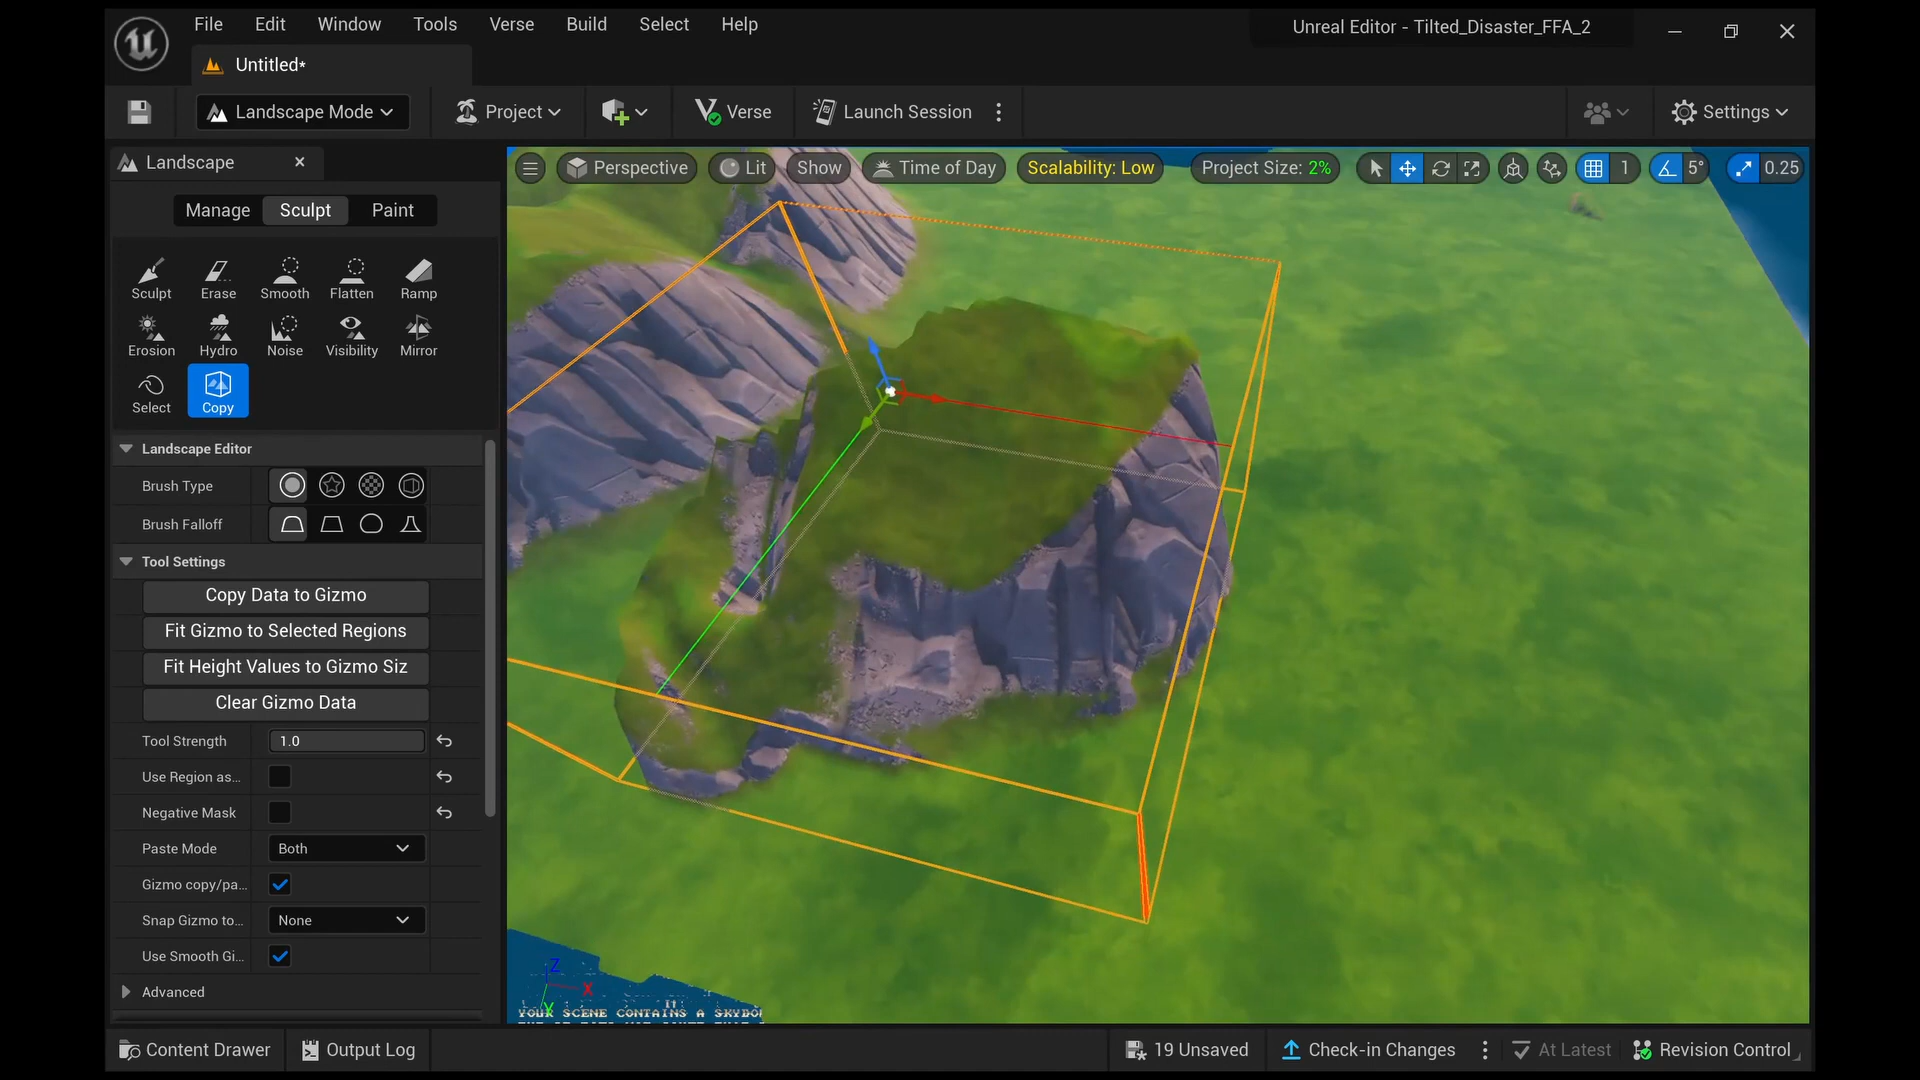 File Edit Window Tools Verse Build Select Help
Unreal Editor - Tilted_Disaster_FFA_2
Untitled*
Landscape Mode
Project
Verse
Launch Session
Settings
Landscape
Perspective
Lit
Show
Time of Day
Scalability: Low
Project Size: 2%
1
5°
0.25
Manage Sculpt Paint
Sculpt Erase Smooth Flatten Ramp
Erosion Hydro Noise Visibility Mirror
Select Copy
Landscape Editor
Brush Type
Brush Falloff
Tool Settings
Copy Data to Gizmo
Fit Gizmo to Selected Regions
Fit Height Values to Gizmo Siz
Clear Gizmo Data
Tool Strength 1.0
Use Region as...
Negative Mask
Paste Mode Both
Gizmo copy/pa...
Snap Gizmo to... None
Use Smooth Gi...
Advanced
Z
X
Y
YOUR SCENE CONTAINS A SKYDO
Content Drawer
Output Log
19 Unsaved
Check-in Changes
At Latest
Revision Control